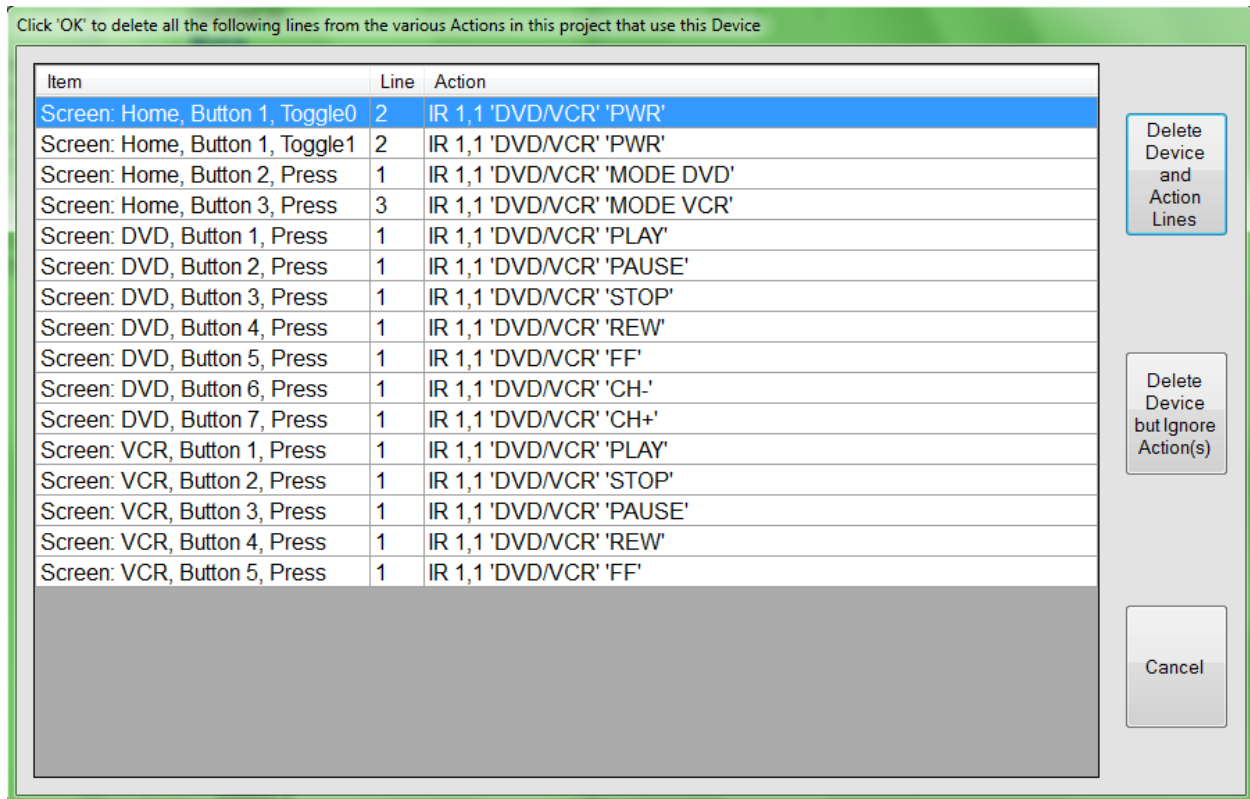 Click 'OK' to delete all the following lines from the various Actions in this project that use this Device
Item Line Action
Screen: Home, Button 1, Toggle0 2 IR 1,1 'DVD/VCR' 'PWR'
Screen: Home, Button 1, Toggle1 2 IR 1,1 'DVD/VCR' 'PWR'
Screen: Home, Button 2, Press 1 IR 1,1 'DVD/VCR' 'MODE DVD'
Screen: Home, Button 3, Press 3 IR 1,1 'DVD/VCR' 'MODE VCR'
Screen: DVD, Button 1, Press 1 IR 1,1 'DVD/VCR' 'PLAY'
Screen: DVD, Button 2, Press 1 IR 1,1 'DVD/VCR' 'PAUSE'
Screen: DVD, Button 3, Press 1 IR 1,1 'DVD/VCR' 'STOP'
Screen: DVD, Button 4, Press 1 IR 1,1 'DVD/VCR' 'REW'
Screen: DVD, Button 5, Press 1 IR 1,1 'DVD/VCR' 'FF'
Screen: DVD, Button 6, Press 1 IR 1,1 'DVD/VCR' 'CH-'
Screen: DVD, Button 7, Press 1 IR 1,1 'DVD/VCR' 'CH+'
Screen: VCR, Button 1, Press 1 IR 1,1 'DVD/VCR' 'PLAY'
Screen: VCR, Button 2, Press 1 IR 1,1 'DVD/VCR' 'STOP'
Screen: VCR, Button 3, Press 1 IR 1,1 'DVD/VCR' 'PAUSE'
Screen: VCR, Button 4, Press 1 IR 1,1 'DVD/VCR' 'REW'
Screen: VCR, Button 5, Press 1 IR 1,1 'DVD/VCR' 'FF'
Delete
Device
and
Action
Lines
Delete
Device
but Ignore
Action(s)
Cancel